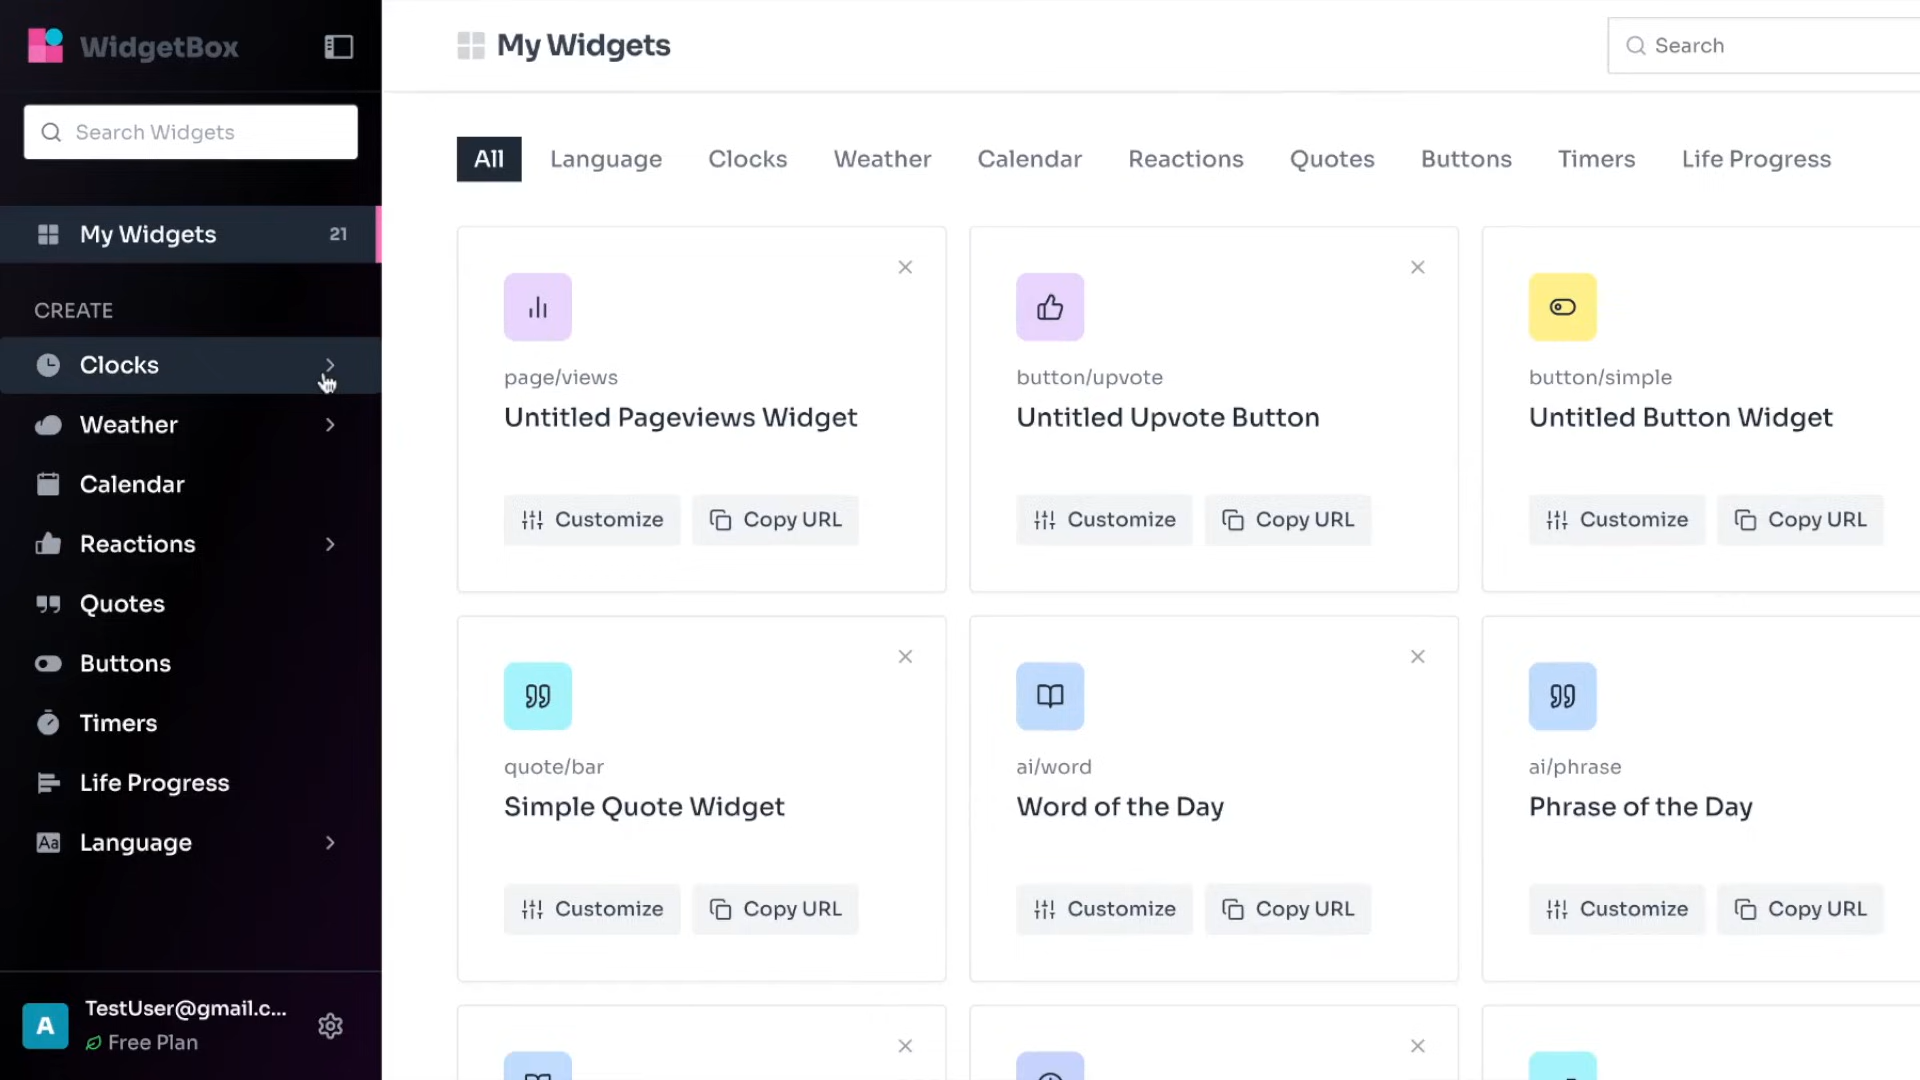 WidgetBox
Search Widgets
My Widgets 21
CREATE
Clocks
Weather
Calendar
Reactions
Quotes
Buttons
Timers
Life Progress
Aa Language
A
TestUser@gmail.c...
Free Plan
My Widgets
Search
All Language Clocks Weather Calendar Reactions Quotes Buttons Timers Life Progress
page/views
Untitled Pageviews Widget
Customize Copy URL
button/upvote
Untitled Upvote Button
Customize Copy URL
button/simple
Untitled Button Widget
Customize Copy URL
quote/bar
Simple Quote Widget
Customize Copy URL
ai/word
Word of the Day
Customize Copy URL
ai/phrase
Phrase of the Day
Customize Copy URL